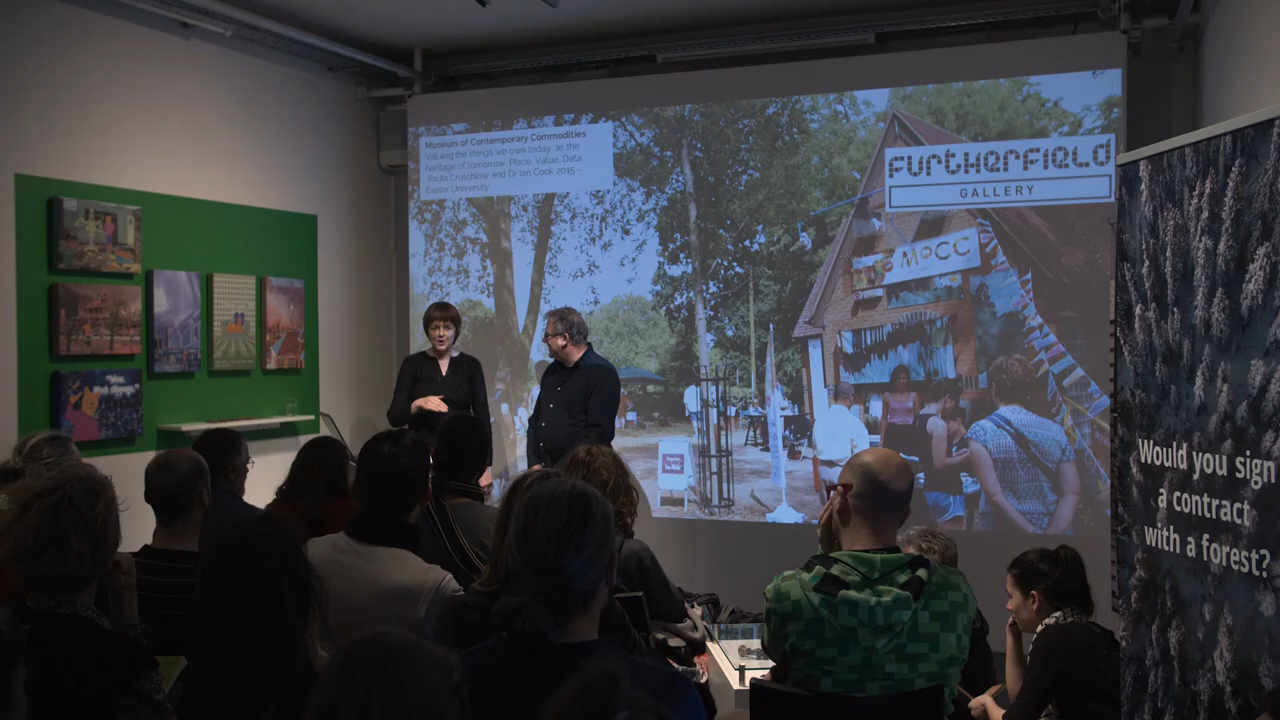 Museum of Contemporary Commodities
Valuing the things we own today, as the
heritage of tomorrow: Place, Value, Data
Paula Crutchlow and Dr Ian Cook 2015 -
Exeter University
FURTHERFIELD
GALLERY
MoCC
Would you sign
a contract
with a forest?